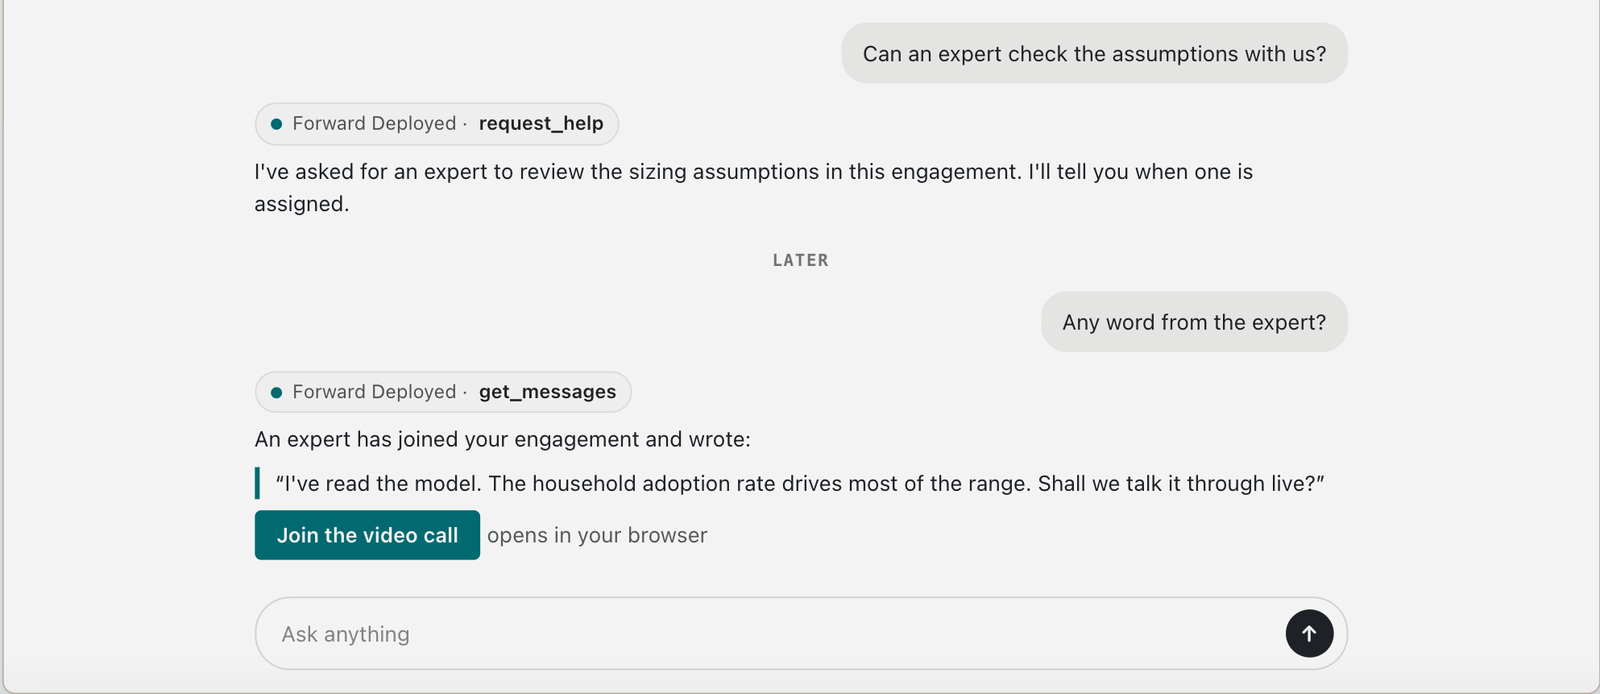 Can an expert check the assumptions with us?
Forward Deployed · request_help
I've asked for an expert to review the sizing assumptions in this engagement. I'll tell you when one is
assigned.
LATER
Any word from the expert?
Forward Deployed · get_messages
An expert has joined your engagement and wrote:
“I've read the model. The household adoption rate drives most of the range. Shall we talk it through live?”
Join the video call opens in your browser
Ask anything